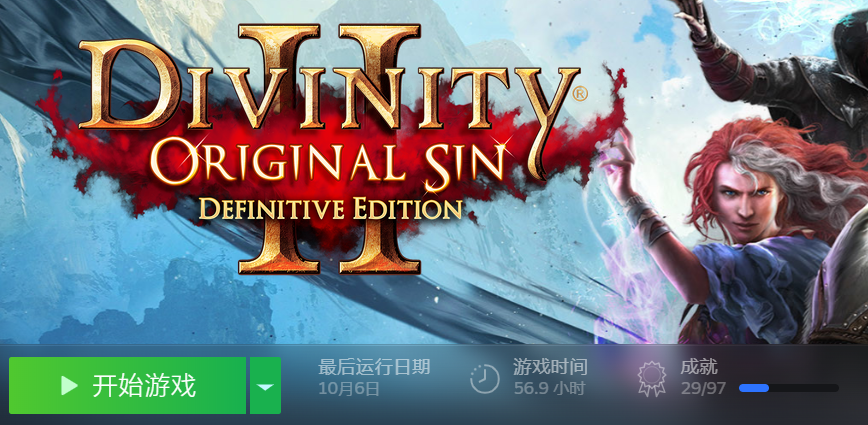 DIVINITY®
II
ORIGINAL SIN
DEFINITIVE EDITION
开始游戏
最后运行日期
10月6日
游戏时间
56.9 小时
成就
29/97